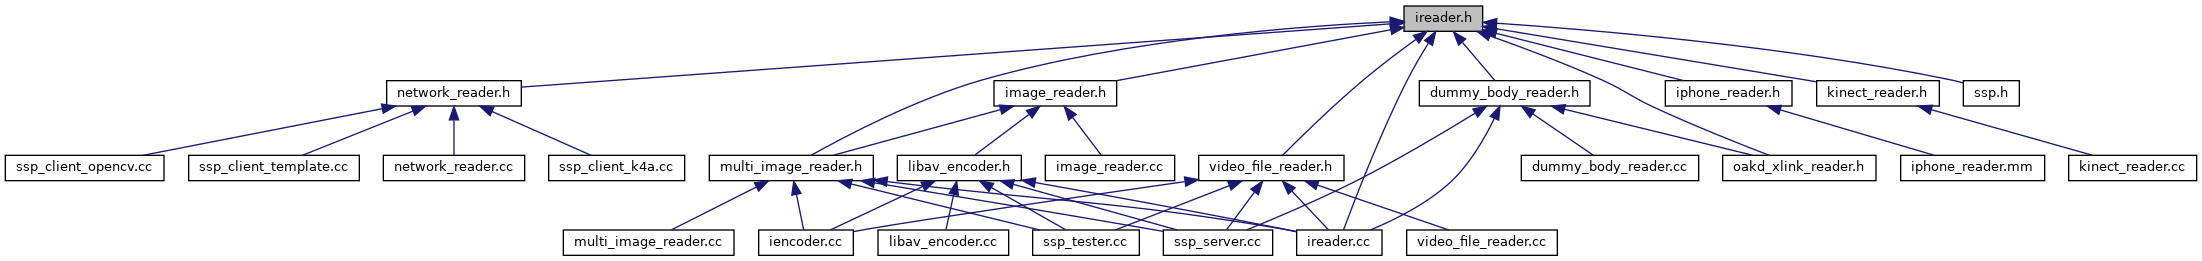 ireader.h
network_reader.h
image_reader.h
dummy_body_reader.h
iphone_reader.h
kinect_reader.h
ssp.h
ssp_client_opencv.cc
ssp_client_template.cc
network_reader.cc
ssp_client_k4a.cc
multi_image_reader.h
libav_encoder.h
image_reader.cc
video_file_reader.h
dummy_body_reader.cc
oakd_xlink_reader.h
iphone_reader.mm
kinect_reader.cc
multi_image_reader.cc
iencoder.cc
libav_encoder.cc
ssp_tester.cc
ssp_server.cc
ireader.cc
video_file_reader.cc